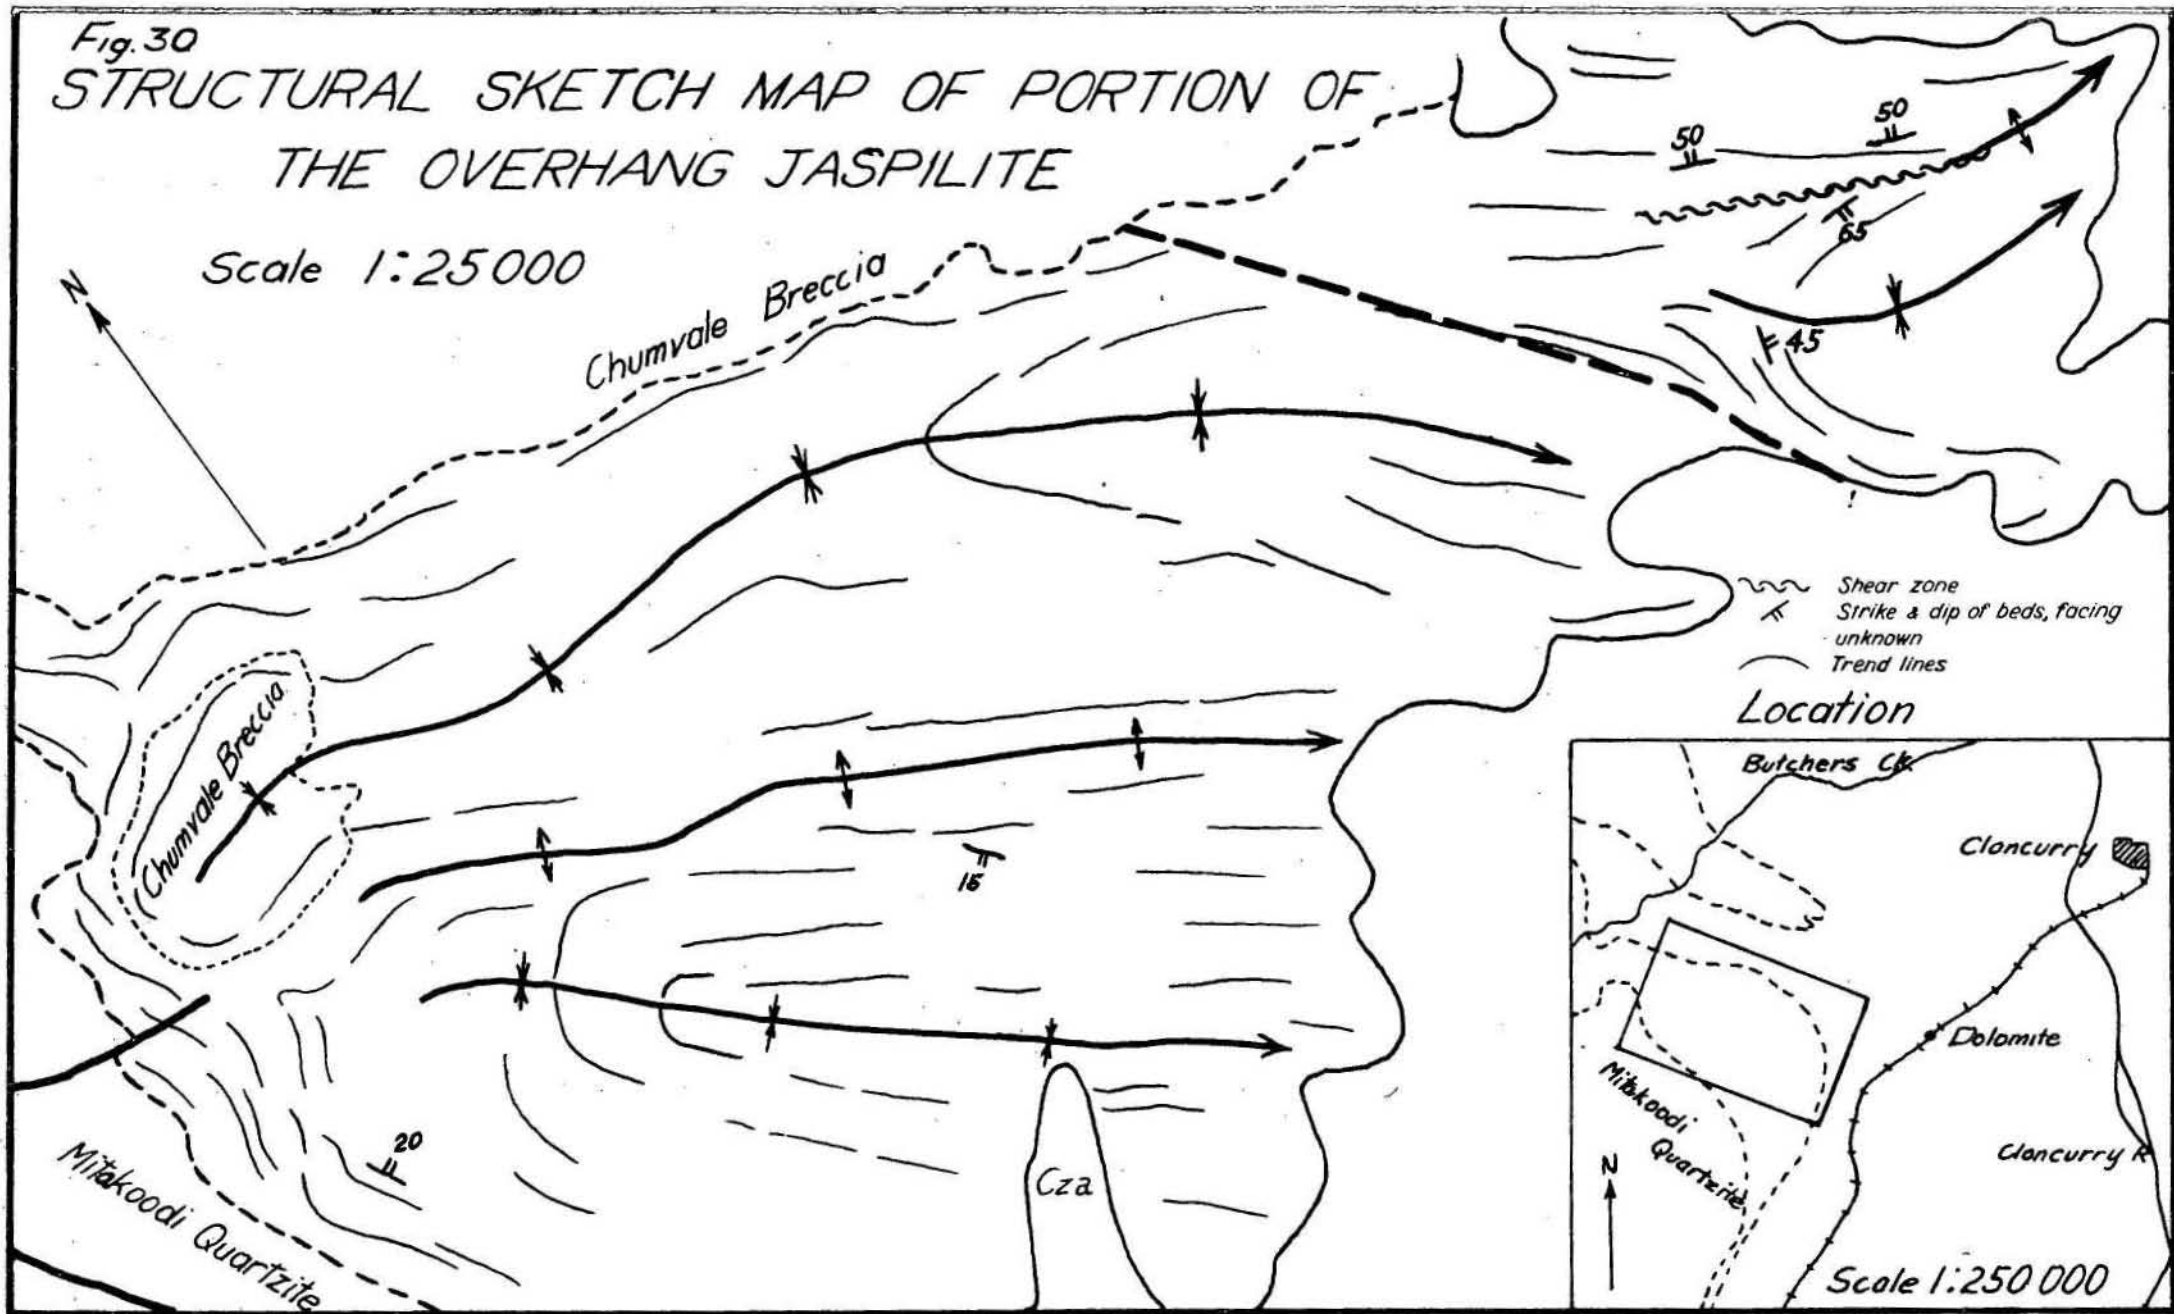 Fig. 30
STRUCTURAL SKETCH MAP OF PORTION OF
THE OVERHANG JASPILITE
Scale 1:25000
N
Chumvale Breccia
50
50
65
45
Shear zone
Strike & dip of beds, facing
unknown
Trend lines
Chumvale Breccia
15
20
Cza
Mitakoodi Quartzite
Location
Butchers Ck.
Cloncurry
Dolomite
Mitakoodi
Quartzite
Cloncurry R
N
Scale 1:250 000